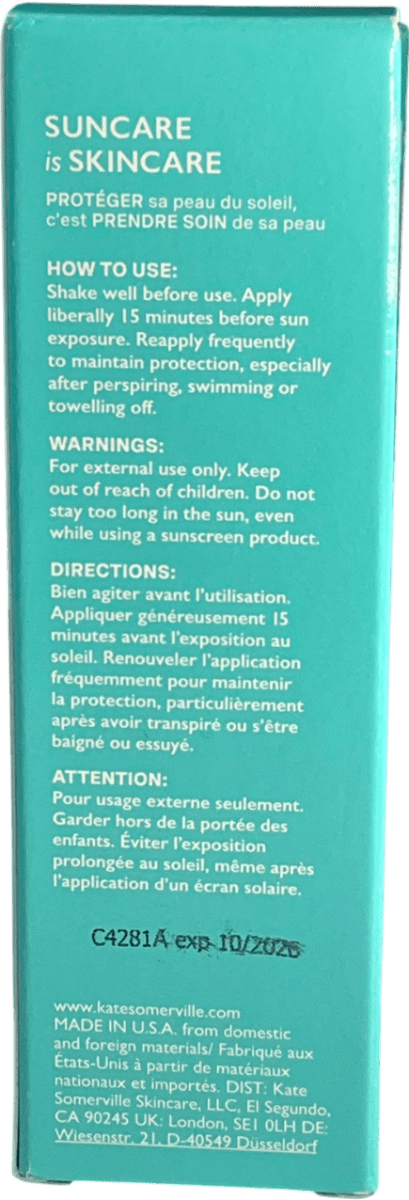 SUNCARE
is SKINCARE
PROTÉGER sa peau du soleil,
c'est PRENDRE SOIN de sa peau
HOW TO USE:
Shake well before use. Apply
liberally 15 minutes before sun
exposure. Reapply frequently
to maintain protection, especially
after perspiring, swimming or
towelling off.
WARNINGS:
For external use only. Keep
out of reach of children. Do not
stay too long in the sun, even
while using a sunscreen product.
DIRECTIONS:
Bien agiter avant l'utilisation.
Appliquer généreusement 15
minutes avant l'exposition au
soleil. Renouveler l'application
fréquemment pour maintenir
la protection, particulièrement
après avoir transpiré ou s'être
baigné ou essuyé.
ATTENTION:
Pour usage externe seulement.
Garder hors de la portée des
enfants. Éviter l'exposition
prolongée au soleil, même après
l'application d'un écran solaire.
C4281A exp 10/2026
www.katesomerville.com
MADE IN U.S.A. from domestic
and foreign materials/ Fabriqué aux
États-Unis à partir de matériaux
nationaux et importés. DIST: Kate
Somerville Skincare, LLC, El Segundo,
CA 90245 UK: London, SE1 0LH DE:
Wiesenstr. 21, D-40549 Düsseldorf